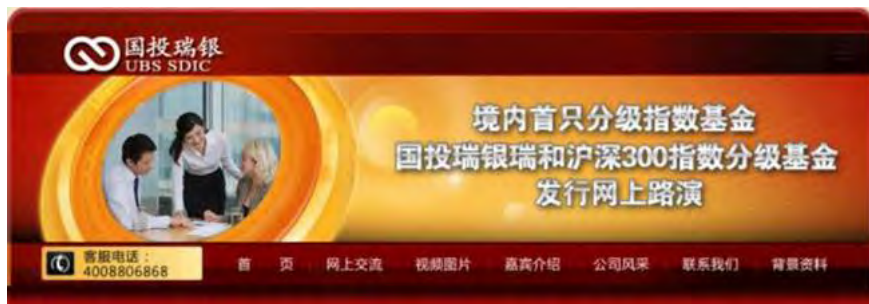 国投瑞银
UBS SDIC
境内首只分级指数基金
国投瑞银瑞和沪深300指数分级基金
发行网上路演
客服电话：
4008806868
首 页 网上交流 视频图片 嘉宾介绍 公司风采 联系我们 背景资料